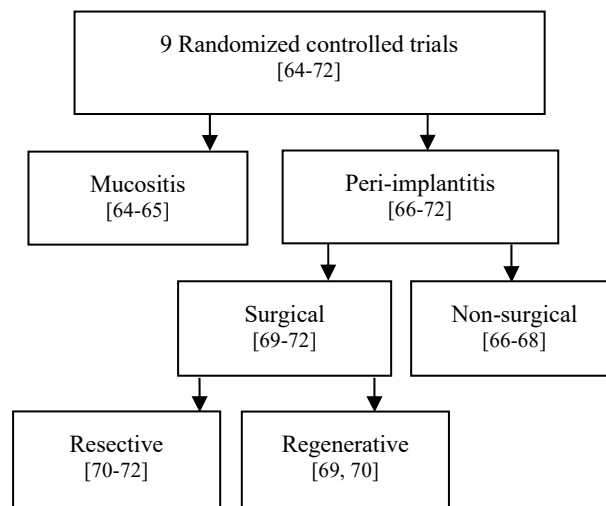 9 Randomized controlled trials
[64-72]
Mucositis
[64-65]
Peri-implantitis
[66-72]
Surgical
[69-72]
Non-surgical
[66-68]
Resective
[70-72]
Regenerative
[69, 70]